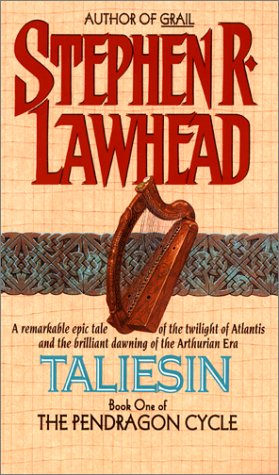 AUTHOR OF GRAIL
STEPHEN R.
LAWHEAD
A remarkable epic tale of the twilight of Atlantis
and the brilliant dawning of the Arthurian Era
TALIESIN
Book One of
THE PENDRAGON CYCLE